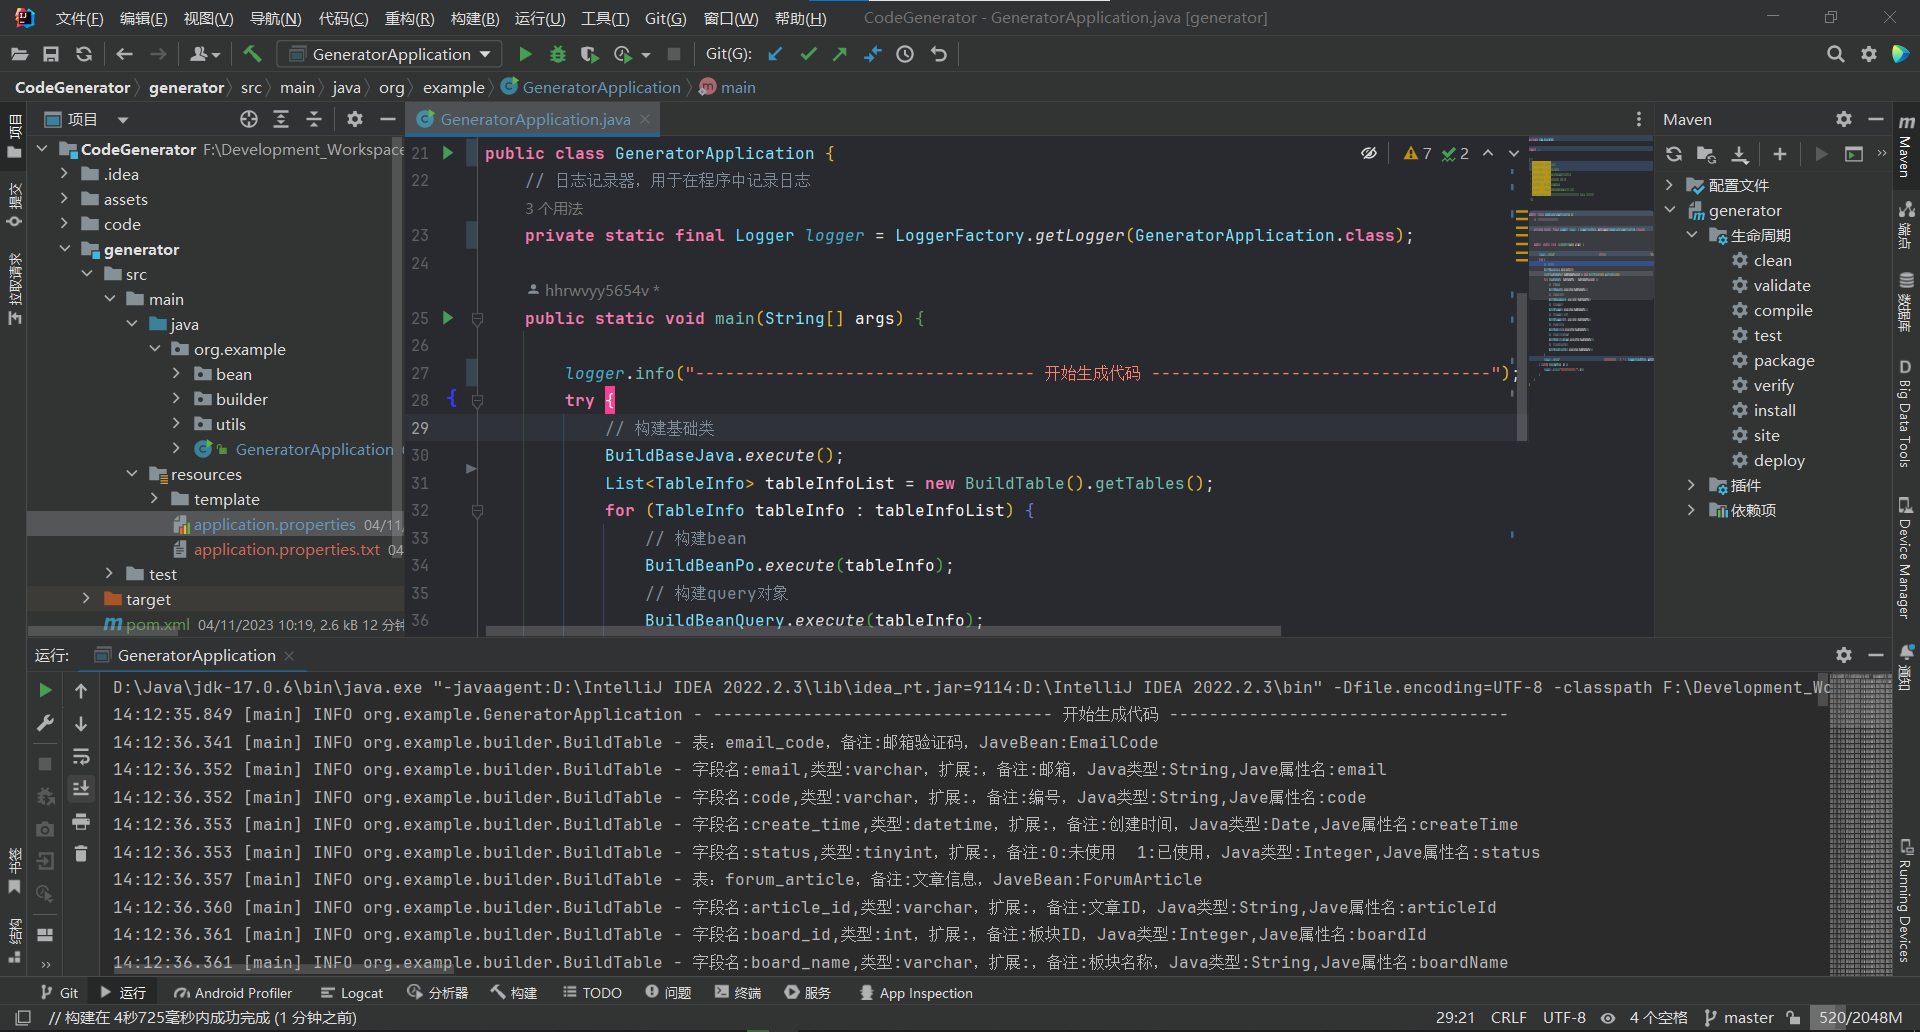 文件(F) 编辑(E) 视图(V) 导航(N) 代码(C) 重构(R) 构建(B) 运行(U) 工具(T) Git(G) 窗口(W) 帮助(H) CodeGenerator - GeneratorApplication.java [generator]
GeneratorApplication Git(G):
CodeGenerator generator src main java org example GeneratorApplication main
项目
GeneratorApplication.java
Maven
CodeGenerator F:\Development_Workspace
.idea
assets
code
generator
src
main
java
org.example
bean
builder
utils
GeneratorApplication
resources
template
application.properties 04/11/
application.properties.txt 04
test
target
pom.xml 04/11/2023 10:19, 2.6 kB 12 分钟
7 2
21 public class GeneratorApplication {
22 // 日志记录器，用于在程序中记录日志
3 个用法
23 private static final Logger logger = LoggerFactory.getLogger(GeneratorApplication.class);
24
hhrwvyy5654v *
25 public static void main(String[] args) {
26
27 logger.info("---------------------------------- 开始生成代码 ----------------------------------");
28 try {
29 // 构建基础类
30 BuildBaseJava.execute();
31 List<TableInfo> tableInfoList = new BuildTable().getTables();
32 for (TableInfo tableInfo : tableInfoList) {
33 // 构建bean
34 BuildBeanPo.execute(tableInfo);
35 // 构建query对象
36 BuildBeanQuery.execute(tableInfo);
配置文件
generator
生命周期
clean
validate
compile
test
package
verify
install
site
deploy
插件
依赖项
项目
提交
拉取请求
书签
结构
Maven
端点
数据库
Big Data Tools
Device Manager
通知
Running Devices
运行: GeneratorApplication
D:\Java\jdk-17.0.6\bin\java.exe "-javaagent:D:\IntelliJ IDEA 2022.2.3\lib\idea_rt.jar=9114:D:\IntelliJ IDEA 2022.2.3\bin" -Dfile.encoding=UTF-8 -classpath F:\Development_Wo
14:12:35.849 [main] INFO org.example.GeneratorApplication - ---------------------------------- 开始生成代码 ----------------------------------
14:12:36.341 [main] INFO org.example.builder.BuildTable - 表：email_code，备注:邮箱验证码，JaveBean:EmailCode
14:12:36.352 [main] INFO org.example.builder.BuildTable - 字段名:email,类型:varchar，扩展:，备注:邮箱，Java类型:String,Jave属性名:email
14:12:36.352 [main] INFO org.example.builder.BuildTable - 字段名:code,类型:varchar，扩展:，备注:编号，Java类型:String,Jave属性名:code
14:12:36.353 [main] INFO org.example.builder.BuildTable - 字段名:create_time,类型:datetime，扩展:，备注:创建时间，Java类型:Date,Jave属性名:createTime
14:12:36.353 [main] INFO org.example.builder.BuildTable - 字段名:status,类型:tinyint，扩展:，备注:0:未使用  1:已使用，Java类型:Integer,Jave属性名:status
14:12:36.357 [main] INFO org.example.builder.BuildTable - 表：forum_article，备注:文章信息，JaveBean:ForumArticle
14:12:36.360 [main] INFO org.example.builder.BuildTable - 字段名:article_id,类型:varchar，扩展:，备注:文章ID，Java类型:String,Jave属性名:articleId
14:12:36.361 [main] INFO org.example.builder.BuildTable - 字段名:board_id,类型:int，扩展:，备注:板块ID，Java类型:Integer,Jave属性名:boardId
14:12:36.361 [main] INFO org.example.builder.BuildTable - 字段名:board_name,类型:varchar，扩展:，备注:板块名称，Java类型:String,Jave属性名:boardName
Git 运行 Android Profiler Logcat 分析器 构建 TODO 问题 终端 服务 App Inspection
// 构建在 4秒725毫秒内成功完成 (1 分钟之前) 29:21 CRLF UTF-8 4 个空格 master 520/2048M